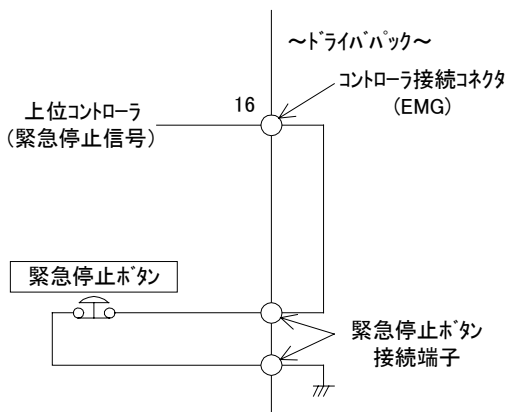 ～ドライバパック～
コントローラ接続コネクタ
(EMG)
16
上位コントローラ
(緊急停止信号)
緊急停止ボタン
緊急停止ボタン
接続端子